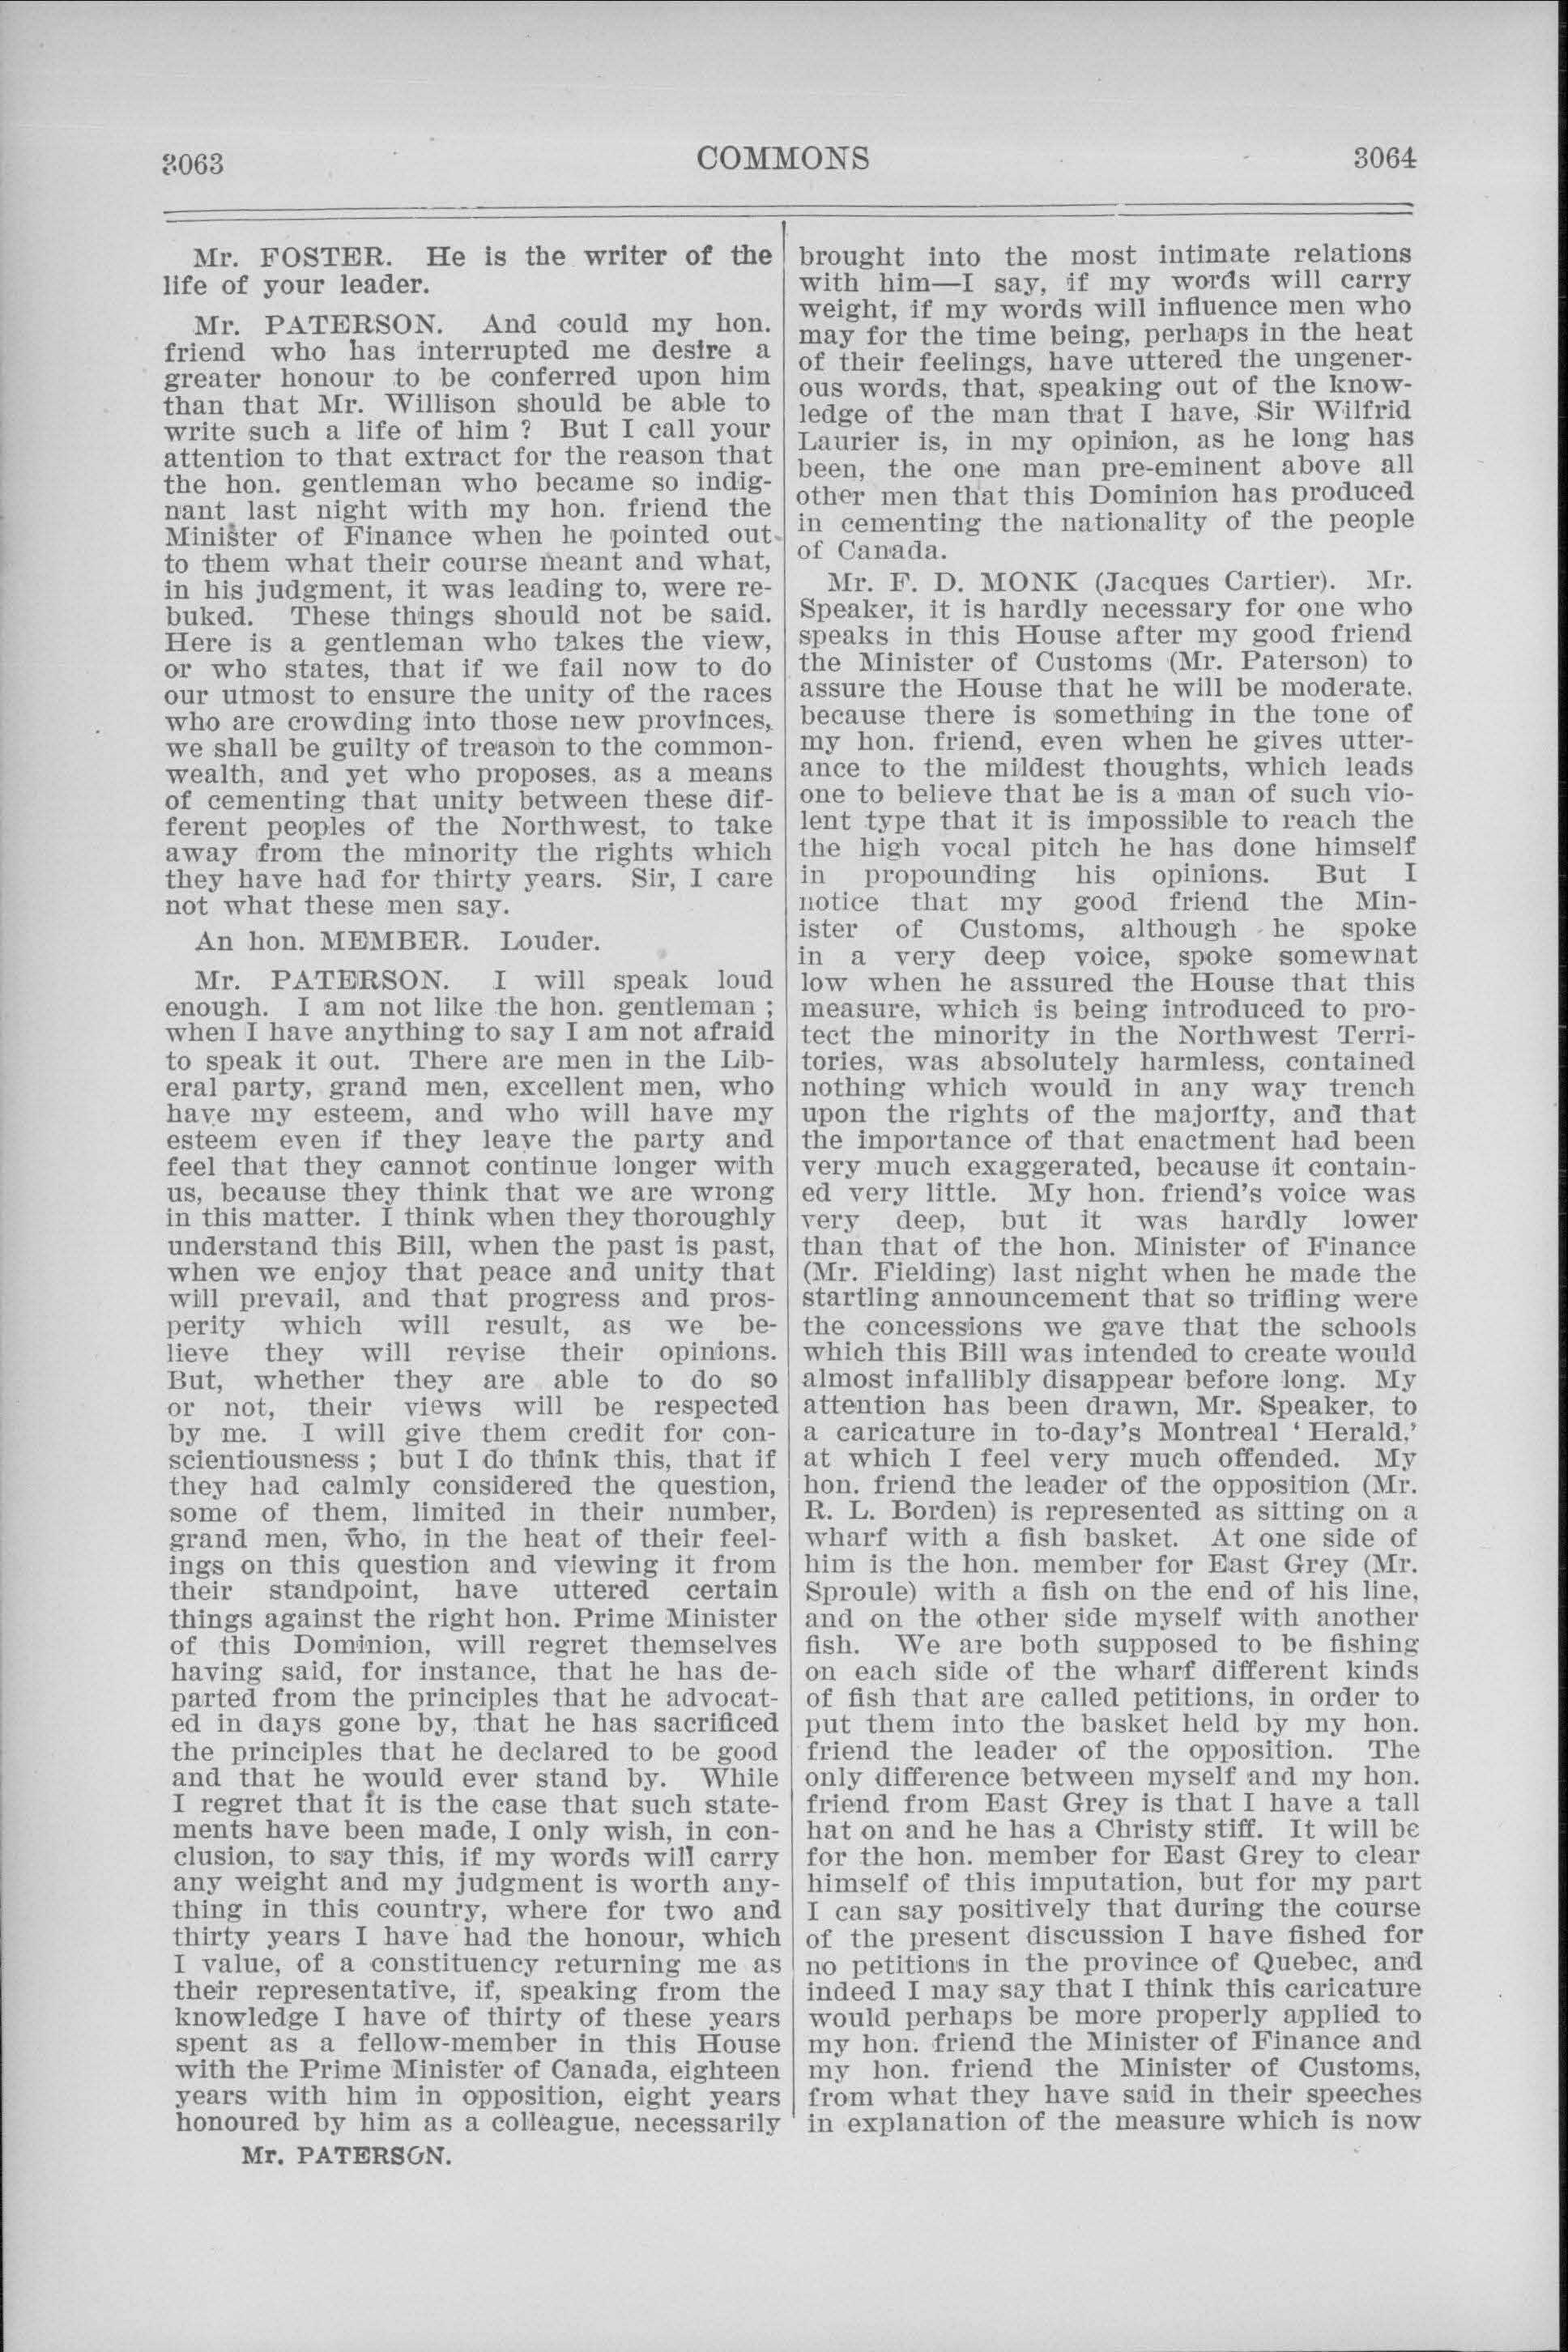 3063
COMMONS
3064
Mr. FOSTER. He is the writer of the
life of your leader.
Mr. PATERSON. And could my hon.
friend who has interrupted me desire a
greater honour to be conferred upon him
than that Mr. Willison should be able to
write such a life of him ? But I call your
attention to that extract for the reason that
the hon. gentleman who became so indig-
nant last night with my hon. friend the
Minister of Finance when he pointed out
to them what their course meant and what,
in his judgment, it was leading to, were re-
buked. These things should not be said.
Here is a gentleman who takes the view,
or who states, that if we fail now to do
our utmost to ensure the unity of the races
who are crowding into those new provinces,
we shall be guilty of treason to the common-
wealth, and yet who proposes, as a means
of cementing that unity between these dif-
ferent peoples of the Northwest, to take
away from the minority the rights which
they have had for thirty years. Sir, I care
not what these men say.
An hon. MEMBER. Louder.
Mr. PATERSON. I will speak loud
enough. I am not like the hon. gentleman ;
when I have anything to say I am not afraid
to speak it out. There are men in the Lib-
eral party, grand men, excellent men, who
have my esteem, and who will have my
esteem even if they leave the party and
feel that they cannot continue longer with
us, because they think that we are wrong
in this matter. I think when they thoroughly
understand this Bill, when the past is past,
when we enjoy that peace and unity that
will prevail, and that progress and pros-
perity which will result, as we be-
lieve they will revise their opinions.
But, whether they are able to do so
or not, their views will be respected
by me. I will give them credit for con-
scientiousness ; but I do think this, that if
they had calmly considered the question,
some of them, limited in their number,
grand men, who, in the heat of their feel-
ings on this question and viewing it from
their standpoint, have uttered certain
things against the right hon. Prime Minister
of this Dominion, will regret themselves
having said, for instance, that he has de-
parted from the principles that he advocat-
ed in days gone by, that he has sacrificed
the principles that he declared to be good
and that he would ever stand by. While
I regret that it is the case that such state-
ments have been made, I only wish, in con-
clusion, to say this, if my words will carry
any weight and my judgment is worth any-
thing in this country, where for two and
thirty years I have had the honour, which
I value, of a constituency returning me as
their representative, if, speaking from the
knowledge I have of thirty of these years
spent as a fellow-member in this House
with the Prime Minister of Canada, eighteen
years with him in opposition, eight years
honoured by him as a colleague, necessarily
Mr. PATERSON.
brought into the most intimate relations
with him—I say, if my words will carry
weight, if my words will influence men who
may for the time being, perhaps in the heat
of their feelings, have uttered the ungener-
ous words, that, speaking out of the know-
ledge of the man that I have, Sir Wilfrid
Laurier is, in my opinion, as he long has
been, the one man pre-eminent above all
other men that this Dominion has produced
in cementing the nationality of the people
of Canada.
Mr. F. D. MONK (Jacques Cartier). Mr.
Speaker, it is hardly necessary for one who
speaks in this House after my good friend
the Minister of Customs (Mr. Paterson) to
assure the House that he will be moderate,
because there is something in the tone of
my hon. friend, even when he gives utter-
ance to the mildest thoughts, which leads
one to believe that he is a man of such vio-
lent type that it is impossible to reach the
the high vocal pitch he has done himself
in propounding his opinions. But I
notice that my good friend the Min-
ister of Customs, although he spoke
in a very deep voice, spoke somewhat
low when he assured the House that this
measure, which is being introduced to pro-
tect the minority in the Northwest Terri-
tories, was absolutely harmless, contained
nothing which would in any way trench
upon the rights of the majority, and that
the importance of that enactment had been
very much exaggerated, because it contain-
ed very little. My hon. friend's voice was
very deep, but it was hardly lower
than that of the hon. Minister of Finance
(Mr. Fielding) last night when he made the
startling announcement that so trifling were
the concessions we gave that the schools
which this Bill was intended to create would
almost infallibly disappear before long. My
attention has been drawn, Mr. Speaker, to
a caricature in to-day's Montreal ' Herald,'
at which I feel very much offended. My
hon. friend the leader of the opposition (Mr.
R. L. Borden) is represented as sitting on a
wharf with a fish basket. At one side of
him is the hon. member for East Grey (Mr.
Sproule) with a fish on the end of his line,
and on the other side myself with another
fish. We are both supposed to be fishing
on each side of the wharf different kinds
of fish that are called petitions, in order to
put them into the basket held by my hon.
friend the leader of the opposition. The
only difference between myself and my hon.
friend from East Grey is that I have a tall
hat on and he has a Christy stiff. It will be
for the hon. member for East Grey to clear
himself of this imputation, but for my part
I can say positively that during the course
of the present discussion I have fished for
no petitions in the province of Quebec, and
indeed I may say that I think this caricature
would perhaps be more properly applied to
my hon. friend the Minister of Finance and
my hon. friend the Minister of Customs,
from what they have said in their speeches
in explanation of the measure which is now